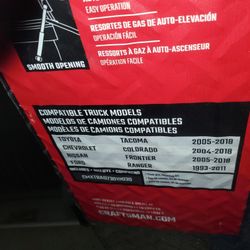 AUTO-ELEVATING
EASY OPERATION
RESORTES DE GAS DE AUTO-ELEVACIÓN
OPERACIÓN FÁCIL
RESSORTS À GAZ À AUTO-ASCENSEUR
OPÉRATION FACILE
SMOOTH OPENING
COMPATIBLE TRUCK MODELS
MODELOS DE CAMIONES COMPATIBLES
MODÈLES DE CAMIONS COMPATIBLES
TOYOTA TACOMA 2005-2018
CHEVROLET COLORADO 2004-2018
NISSAN FRONTIER 2005-2018
FORD RANGER 1993-2011
CRAFTSMAN.COM